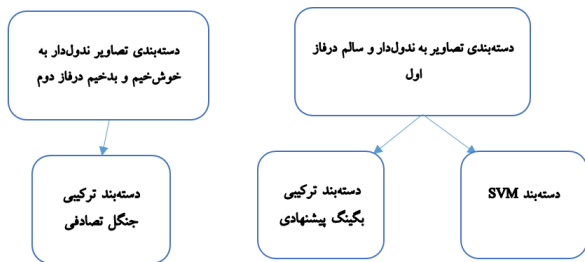 دسته‌بندی تصاویر به ندول‌دار و سالم درفاز
اول
دسته‌بندی تصاویر ندول‌دار به
خوش‌خیم و بدخیم درفاز دوم
دسته‌بند SVM
دسته‌بند ترکیبی
بگینگ پیشنهادی
دسته‌بند ترکیبی
جنگل تصادفی